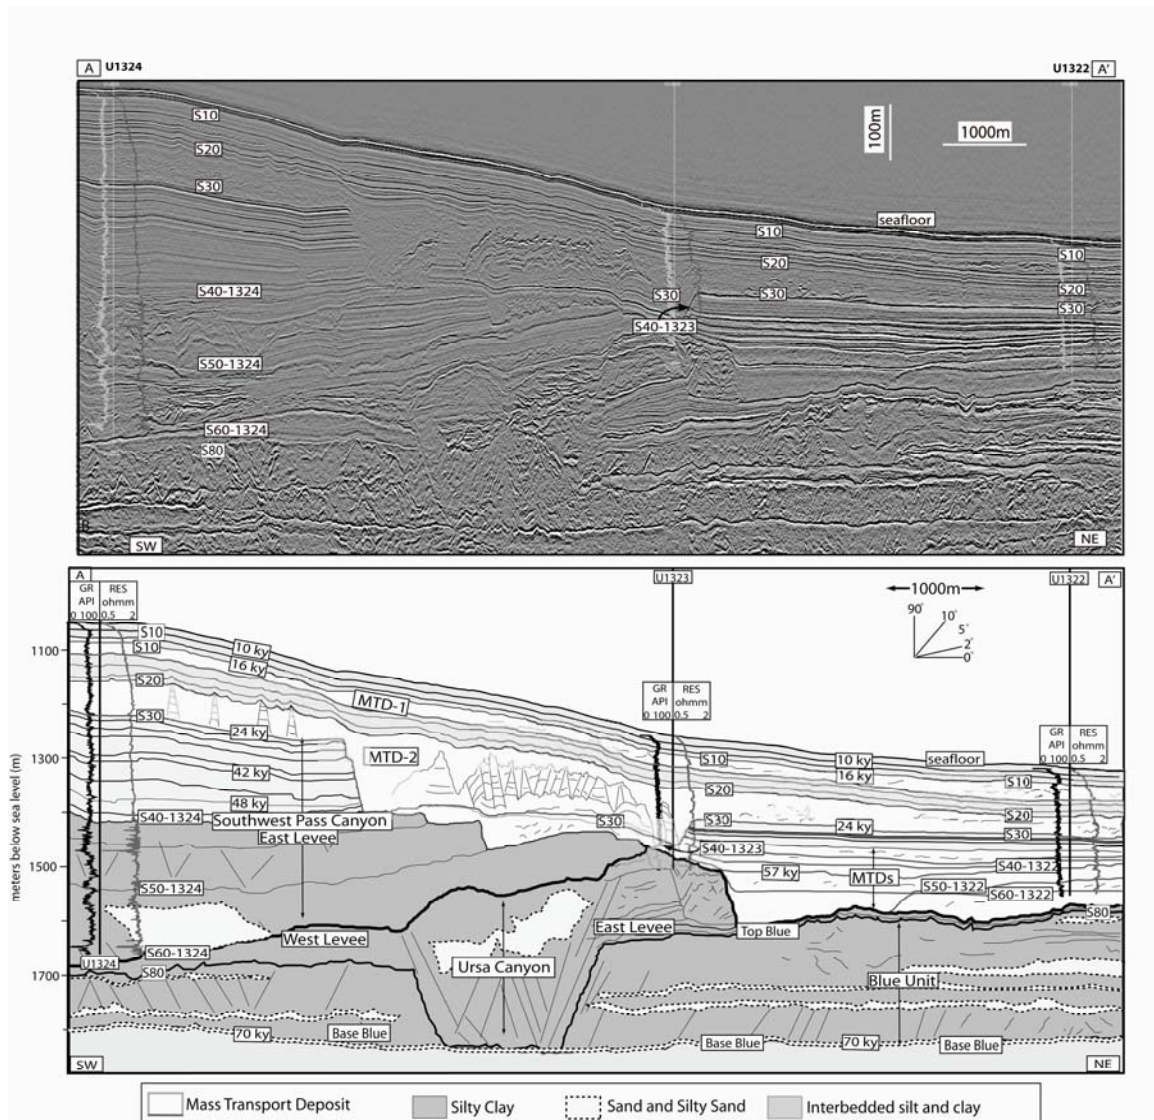 A U1324
U1322 A'
100m
1000m
S10
S20
S30
seafloor
S10
S20
S30
S10
S20
S30
S30
S40-1324
S40-1323
S50-1324
S60-1324
S80
SW
NE
A
U1323
U1322
A'
GR API
0 100
RES ohmm
0.5 2
1000m
90°
10°
5°
2°
0°
S10
S10
10 ky
16 ky
1100
S20
MTD-1
GR API
0 100
RES ohmm
0.5 2
S30
24 ky
GR API
0 100
RES ohmm
0.5 2
1300
MTD-2
S10
10 ky
seafloor
16 ky
S10
42 ky
S20
48 ky
S20
S40-1324
Southwest Pass Canyon
East Levee
S30
S30
24 ky
S30
S40-1323
meters below sea level (m)
1500
57 ky
MTDs
S40-1322
S50-1324
S50-1322
S60-1322
S80
West Levee
East Levee
Top Blue
S60-1324
U1324
S80
Ursa Canyon
1700
Blue Unit
70 ky
Base Blue
Base Blue
70 ky
Base Blue
SW
NE
Mass Transport Deposit
Silty Clay
Sand and Silty Sand
Interbedded silt and clay